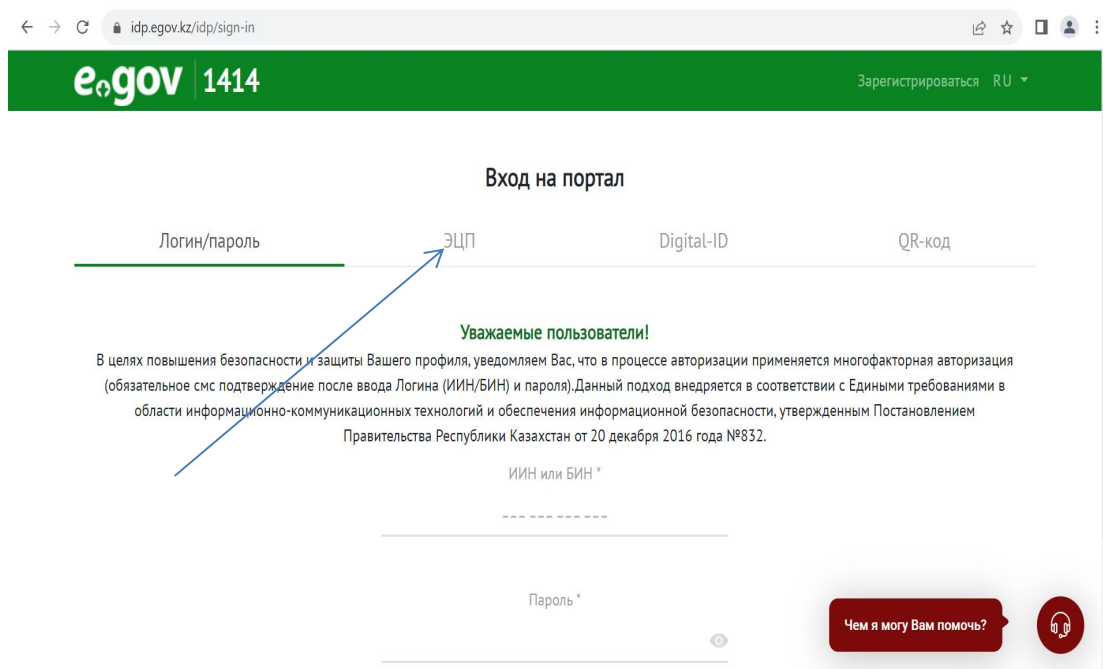 idp.egov.kz/idp/sign-in
egov 1414
Зарегистрироваться RU
Вход на портал
Логин/пароль ЭЦП Digital-ID QR-код
Уважаемые пользователи!
В целях повышения безопасности и защиты Вашего профиля, уведомляем Вас, что в процессе авторизации применяется многофакторная авторизация
(обязательное смс подтверждение после ввода Логина (ИИН/БИН) и пароля).Данный подход внедряется в соответствии с Едиными требованиями в
области информационно-коммуникационных технологий и обеспечения информационной безопасности, утвержденным Постановлением
Правительства Республики Казахстан от 20 декабря 2016 года №832.
ИИН или БИН *
--- --- --- ---
Пароль *
Чем я могу Вам помочь?